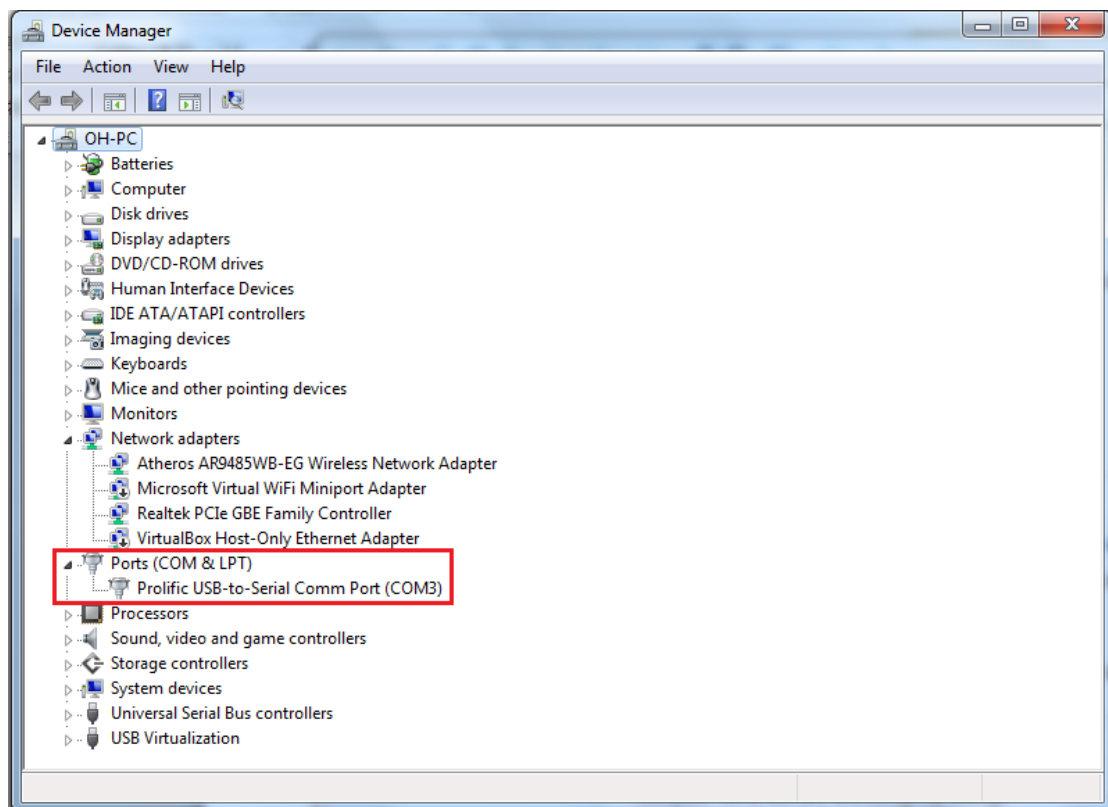 Device Manager
File Action View Help
OH-PC
Batteries
Computer
Disk drives
Display adapters
DVD/CD-ROM drives
Human Interface Devices
IDE ATA/ATAPI controllers
Imaging devices
Keyboards
Mice and other pointing devices
Monitors
Network adapters
Atheros AR9485WB-EG Wireless Network Adapter
Microsoft Virtual WiFi Miniport Adapter
Realtek PCIe GBE Family Controller
VirtualBox Host-Only Ethernet Adapter
Ports (COM & LPT)
Prolific USB-to-Serial Comm Port (COM3)
Processors
Sound, video and game controllers
Storage controllers
System devices
Universal Serial Bus controllers
USB Virtualization